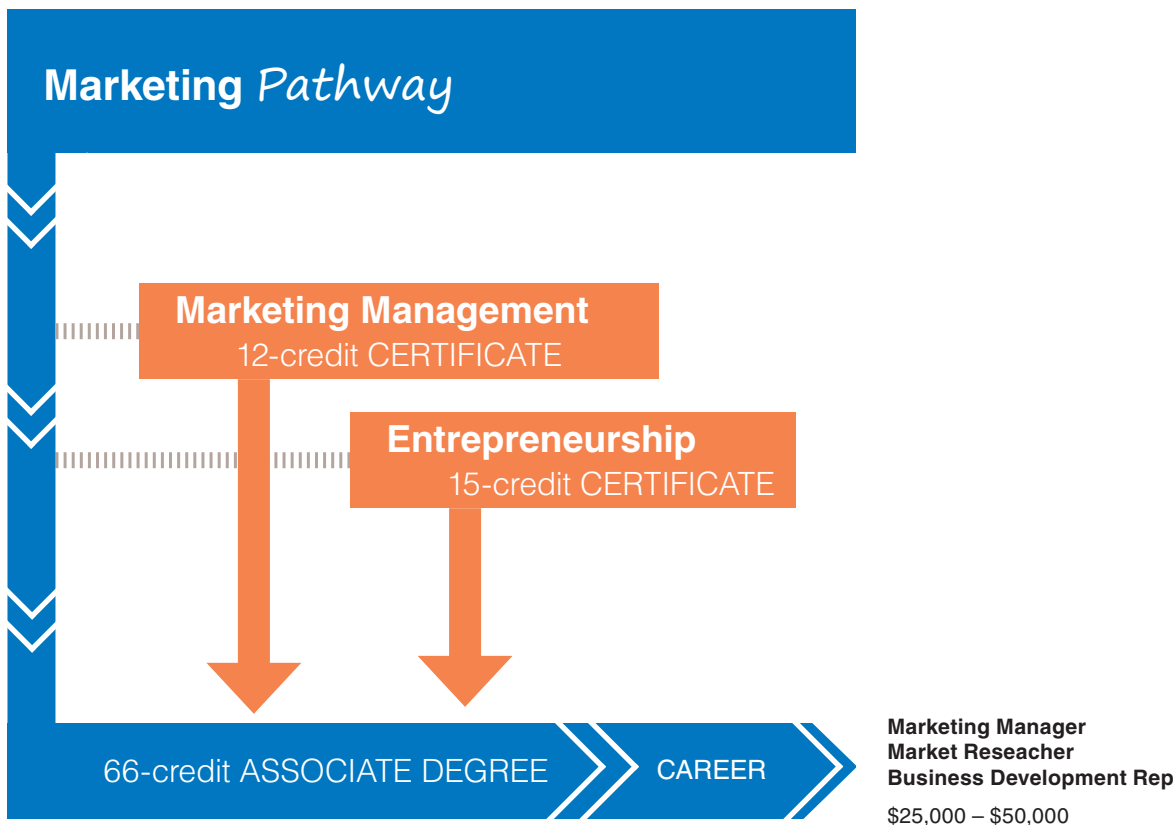 Marketing Pathway
Marketing Management
12-credit CERTIFICATE
Entrepreneurship
15-credit CERTIFICATE
66-credit ASSOCIATE DEGREE
CAREER
Marketing Manager
Market Reseacher
Business Development Rep
$25,000 – $50,000